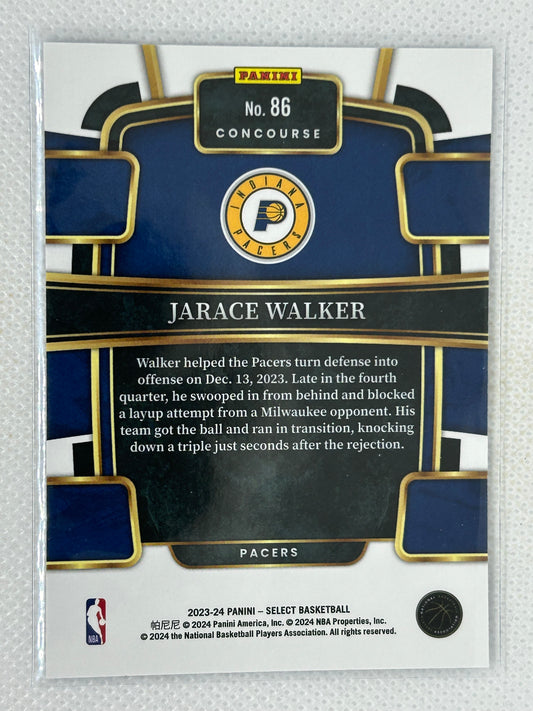 PANINI
No. 86
CONCOURSE
INDIANA
PACERS
JARACE WALKER
Walker helped the Pacers turn defense into
offense on Dec. 13, 2023. Late in the fourth
quarter, he swooped in from behind and blocked
a layup attempt from a Milwaukee opponent. His
team got the ball and ran in transition, knocking
down a triple just seconds after the rejection.
PACERS
2023-24 PANINI – SELECT BASKETBALL
帕尼尼 © 2024 Panini America, Inc. © 2024 NBA Properties, Inc.
© 2024 the National Basketball Players Association. All rights reserved.
NBA